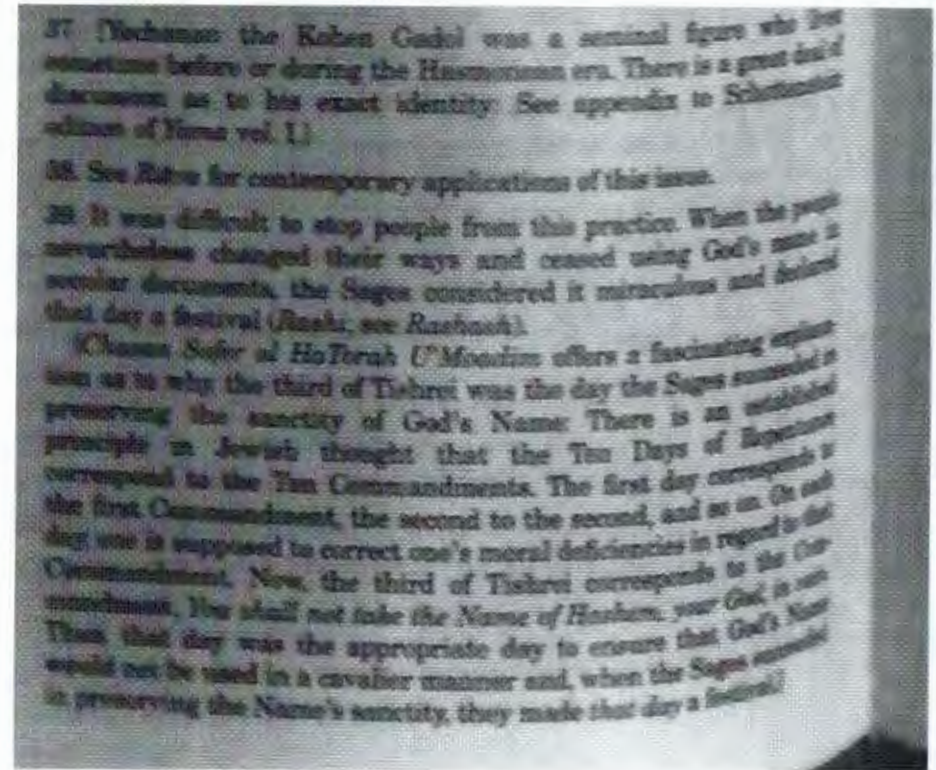 37. [Yochanan the Kohen Gadol was a seminal figure who lived
sometime before or during the Hasmonean era. There is a great deal of
discussion as to his exact identity. See appendix to Schottenstein
edition of Yoma vol. I.]
38. See Ritva for contemporary applications of this issue.
39. It was difficult to stop people from this practice. When the people
nevertheless changed their ways and ceased using God's name in
secular documents, the Sages considered it miraculous and declared
that day a festival (Rashi; see Rashash).
[Chasam Sofer al HaTorah U'Moadim offers a fascinating explana-
tion as to why the third of Tishrei was the day the Sages succeeded in
preserving the sanctity of God's Name: There is an established
principle in Jewish thought that the Ten Days of Repentance
correspond to the Ten Commandments. The first day corresponds to
the first Commandment, the second to the second, and so on. On each
day, one is supposed to correct one's moral deficiencies in regard to that
Commandment. Now, the third of Tishrei corresponds to the Com-
mandment, You shall not take the Name of Hashem, your God, in vain.
Thus, that day was the appropriate day to ensure that God's Name
would not be used in a cavalier manner and, when the Sages succeeded
in preserving the Name's sanctity, they made that day a festival.]